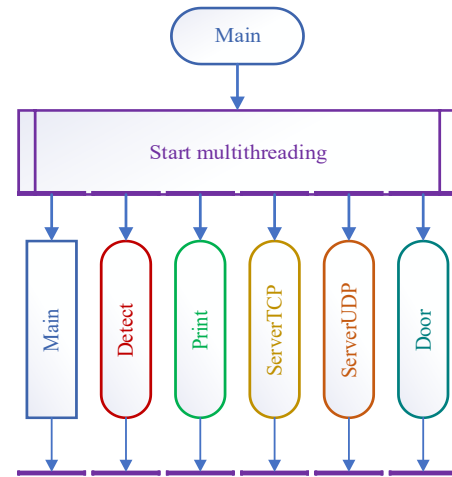 Main
Start multithreading
Main
Detect
Print
ServerTCP
ServerUDP
Door